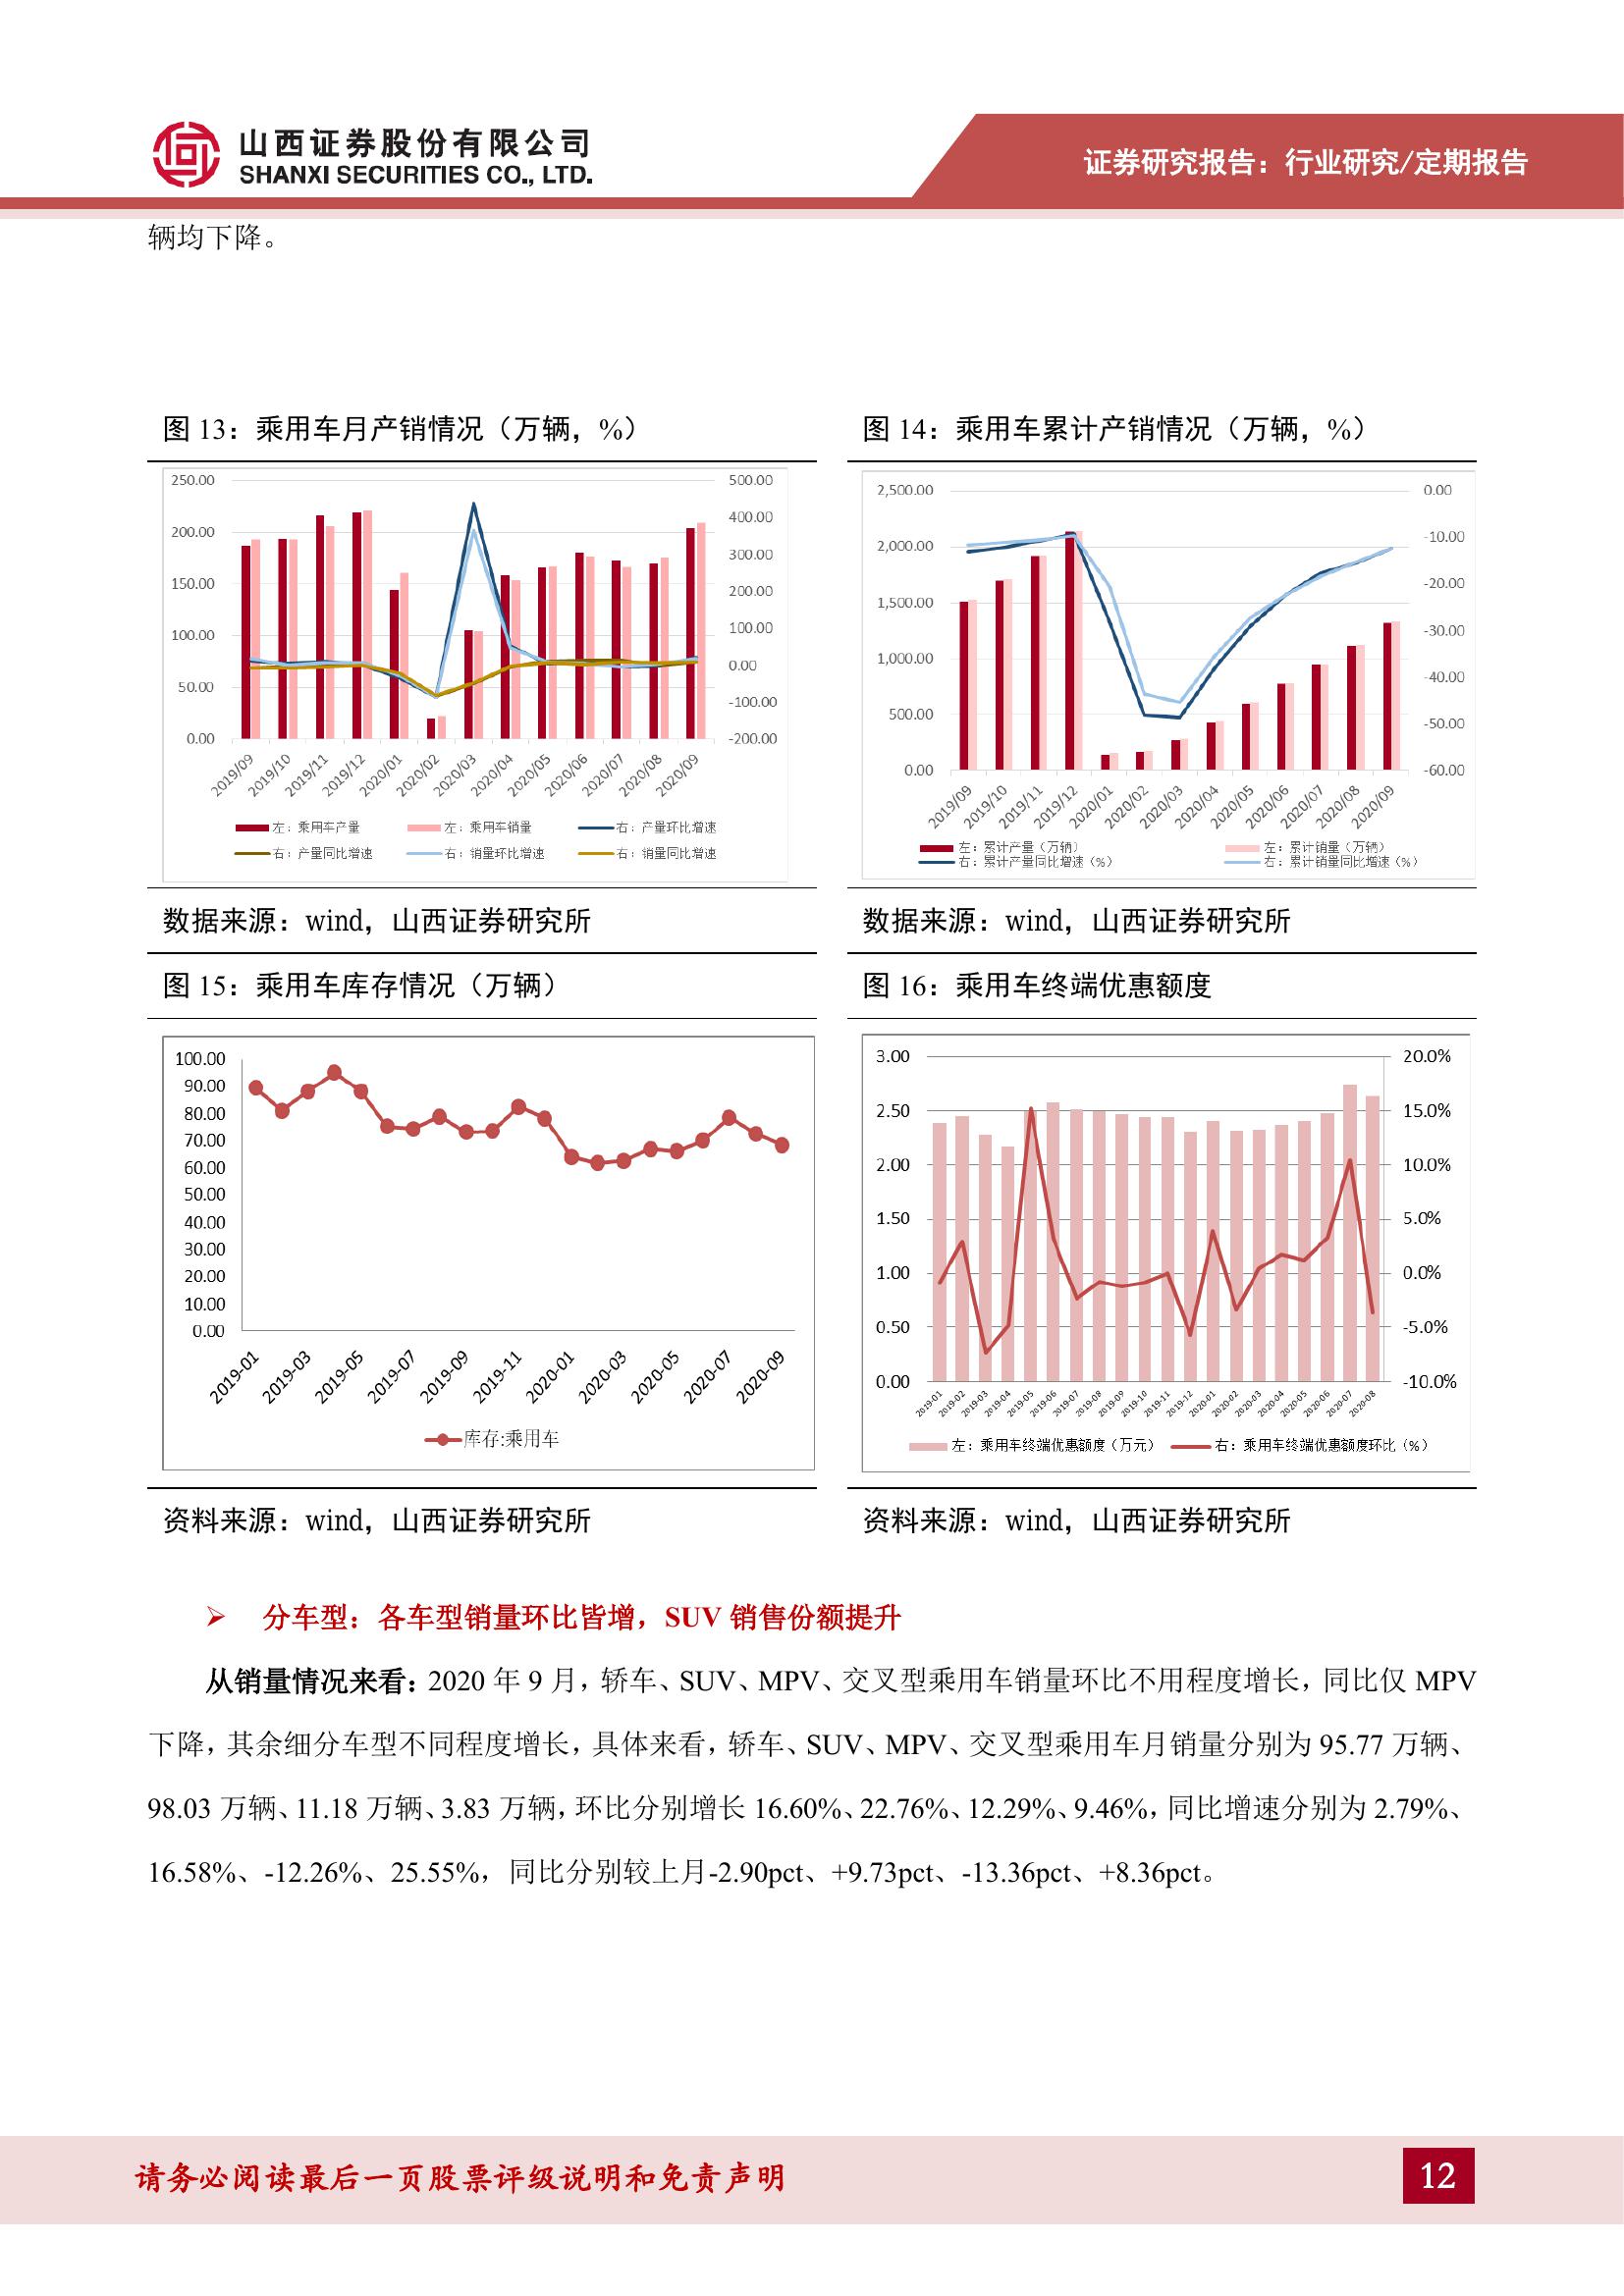 山西证券股份有限公司
SHANXI SECURITIES CO., LTD.
证券研究报告：行业研究/定期报告
辆均下降。
图 13：乘用车月产销情况（万辆，%）
250.00
200.00
150.00
100.00
50.00
0.00
500.00
400.00
300.00
200.00
100.00
0.00
-100.00
-200.00
2019/09 2019/10 2019/11 2019/12 2020/01 2020/02 2020/03 2020/04 2020/05 2020/06 2020/07 2020/08 2020/09
左：乘用车产量 左：乘用车销量 右：产量环比增速
右：产量同比增速 右：销量环比增速 右：销量同比增速
数据来源：wind，山西证券研究所
图 14：乘用车累计产销情况（万辆，%）
2,500.00
2,000.00
1,500.00
1,000.00
500.00
0.00
0.00
-10.00
-20.00
-30.00
-40.00
-50.00
-60.00
2019/09 2019/10 2019/11 2019/12 2020/01 2020/02 2020/03 2020/04 2020/05 2020/06 2020/07 2020/08 2020/09
左：累计产量（万辆） 左：累计销量（万辆）
右：累计产量同比增速（%） 右：累计销量同比增速（%）
数据来源：wind，山西证券研究所
图 15：乘用车库存情况（万辆）
100.00
90.00
80.00
70.00
60.00
50.00
40.00
30.00
20.00
10.00
0.00
2019-01 2019-03 2019-05 2019-07 2019-09 2019-11 2020-01 2020-03 2020-05 2020-07 2020-09
库存:乘用车
资料来源：wind，山西证券研究所
图 16：乘用车终端优惠额度
3.00
2.50
2.00
1.50
1.00
0.50
0.00
20.0%
15.0%
10.0%
5.0%
0.0%
-5.0%
-10.0%
2019-01 2019-02 2019-03 2019-04 2019-05 2019-06 2019-07 2019-08 2019-09 2019-10 2019-11 2019-12 2020-01 2020-02 2020-03 2020-04 2020-05 2020-06 2020-07 2020-08
左：乘用车终端优惠额度（万元） 右：乘用车终端优惠额度环比（%）
资料来源：wind，山西证券研究所
➢ 分车型：各车型销量环比皆增，SUV 销售份额提升
从销量情况来看：2020 年 9 月，轿车、SUV、MPV、交叉型乘用车销量环比不用程度增长，同比仅 MPV
下降，其余细分车型不同程度增长，具体来看，轿车、SUV、MPV、交叉型乘用车月销量分别为 95.77 万辆、
98.03 万辆、11.18 万辆、3.83 万辆，环比分别增长 16.60%、22.76%、12.29%、9.46%，同比增速分别为 2.79%、
16.58%、-12.26%、25.55%，同比分别较上月-2.90pct、+9.73pct、-13.36pct、+8.36pct。
请务必阅读最后一页股票评级说明和免责声明
12